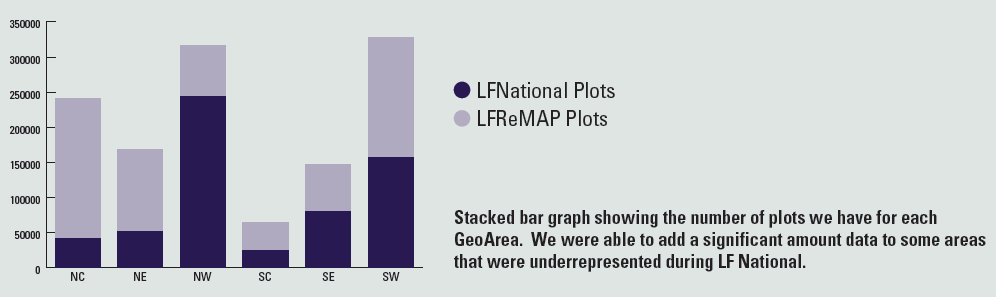 350000
300000
250000
200000
150000
100000
50000
0
NC NE NW SC SE SW
LFNational Plots
LFReMAP Plots
Stacked bar graph showing the number of plots we have for each
GeoArea.  We were able to add a significant amount data to some areas
that were underrepresented during LF National.